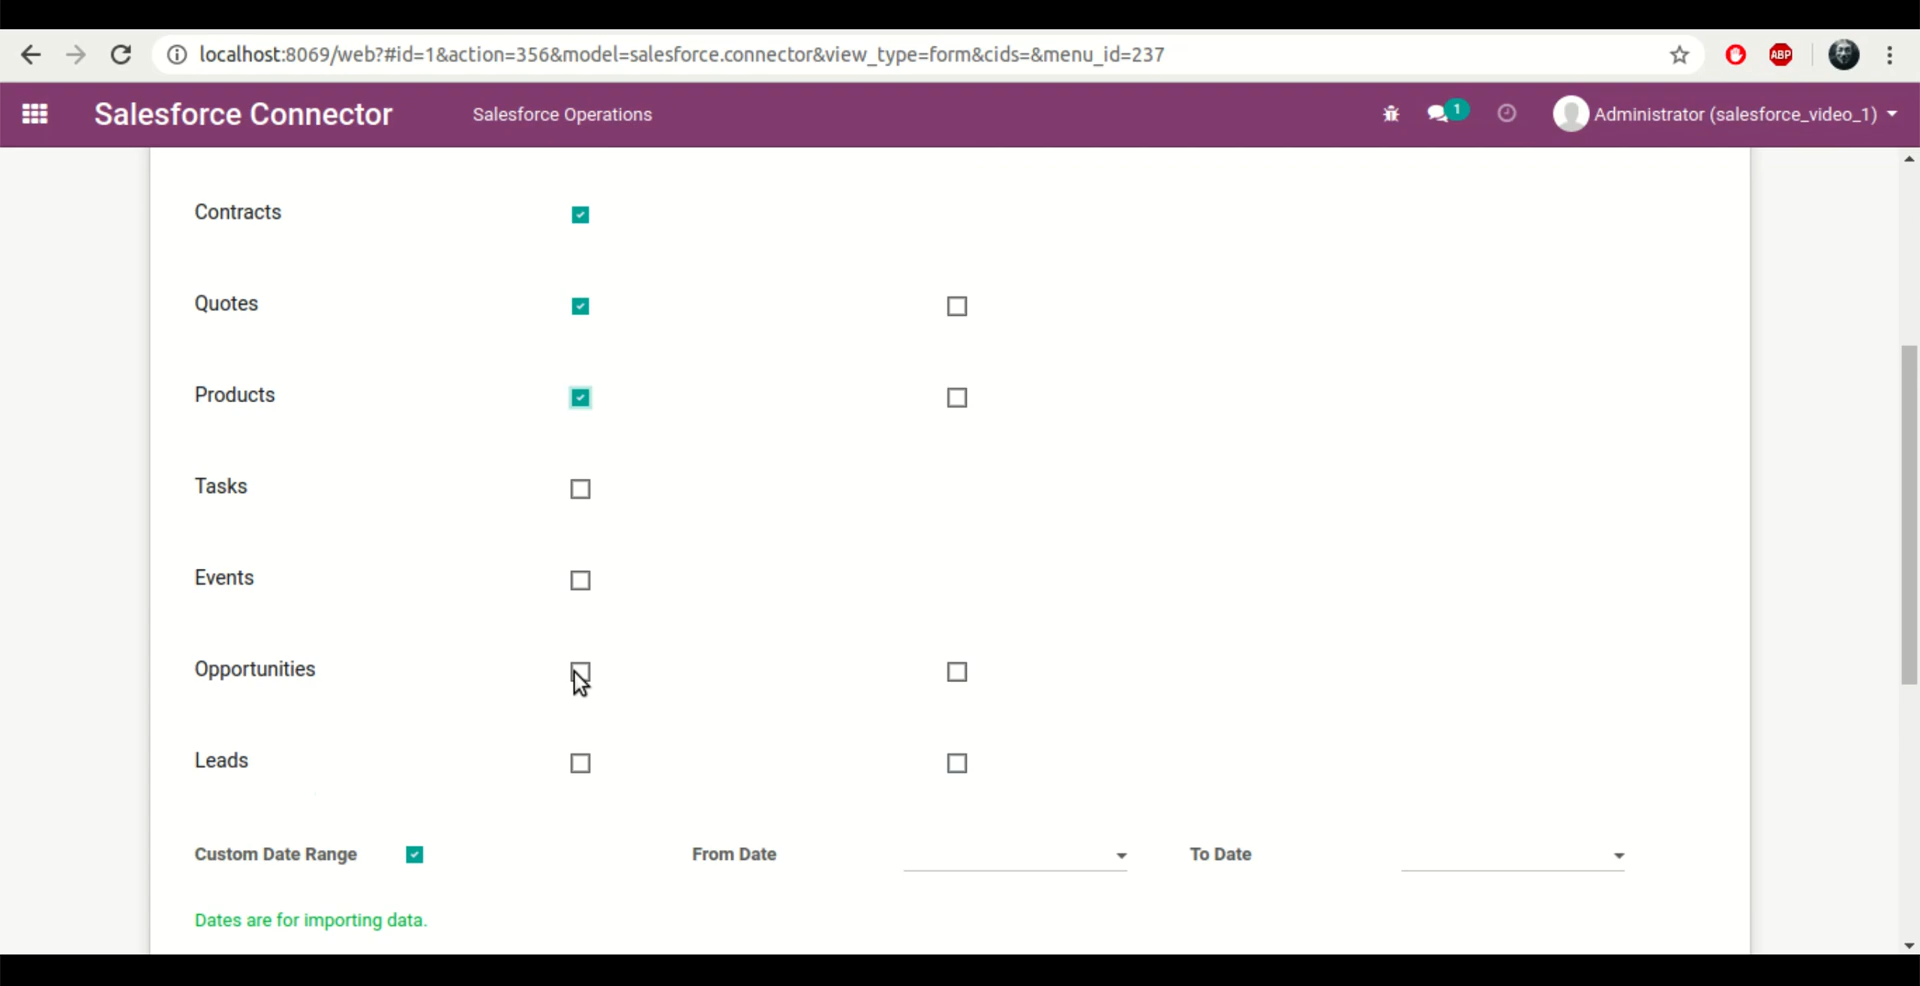 localhost:8069/web?#id=1&action=356&model=salesforce.connector&view_type=form&cids=&menu_id=237
ABP
Salesforce Connector Salesforce Operations 1 Administrator (salesforce_video_1)
Contracts
Quotes
Products
Tasks
Events
Opportunities
Leads
Custom Date Range From Date To Date
Dates are for importing data.